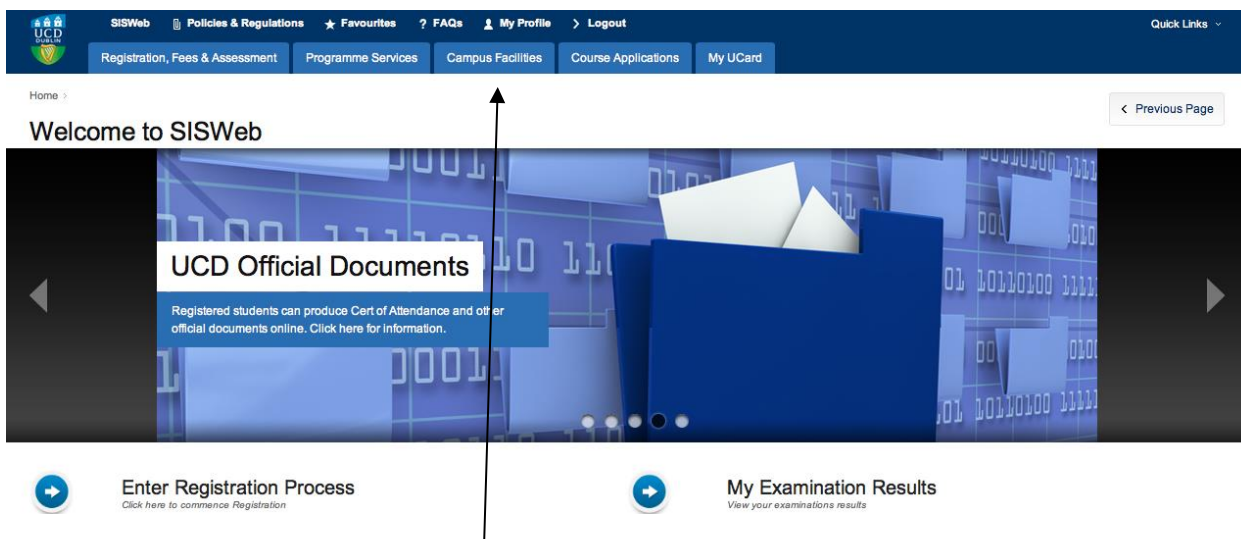 UCD
DUBLIN
SISWeb Policies & Regulations Favourites ? FAQs My Profile > Logout Quick Links
Registration, Fees & Assessment Programme Services Campus Facilities Course Applications My UCard
Home >
< Previous Page
Welcome to SISWeb
UCD Official Documents
Registered students can produce Cert of Attendance and other
official documents online. Click here for information.
Enter Registration Process
Click here to commence Registration
My Examination Results
View your examinations results